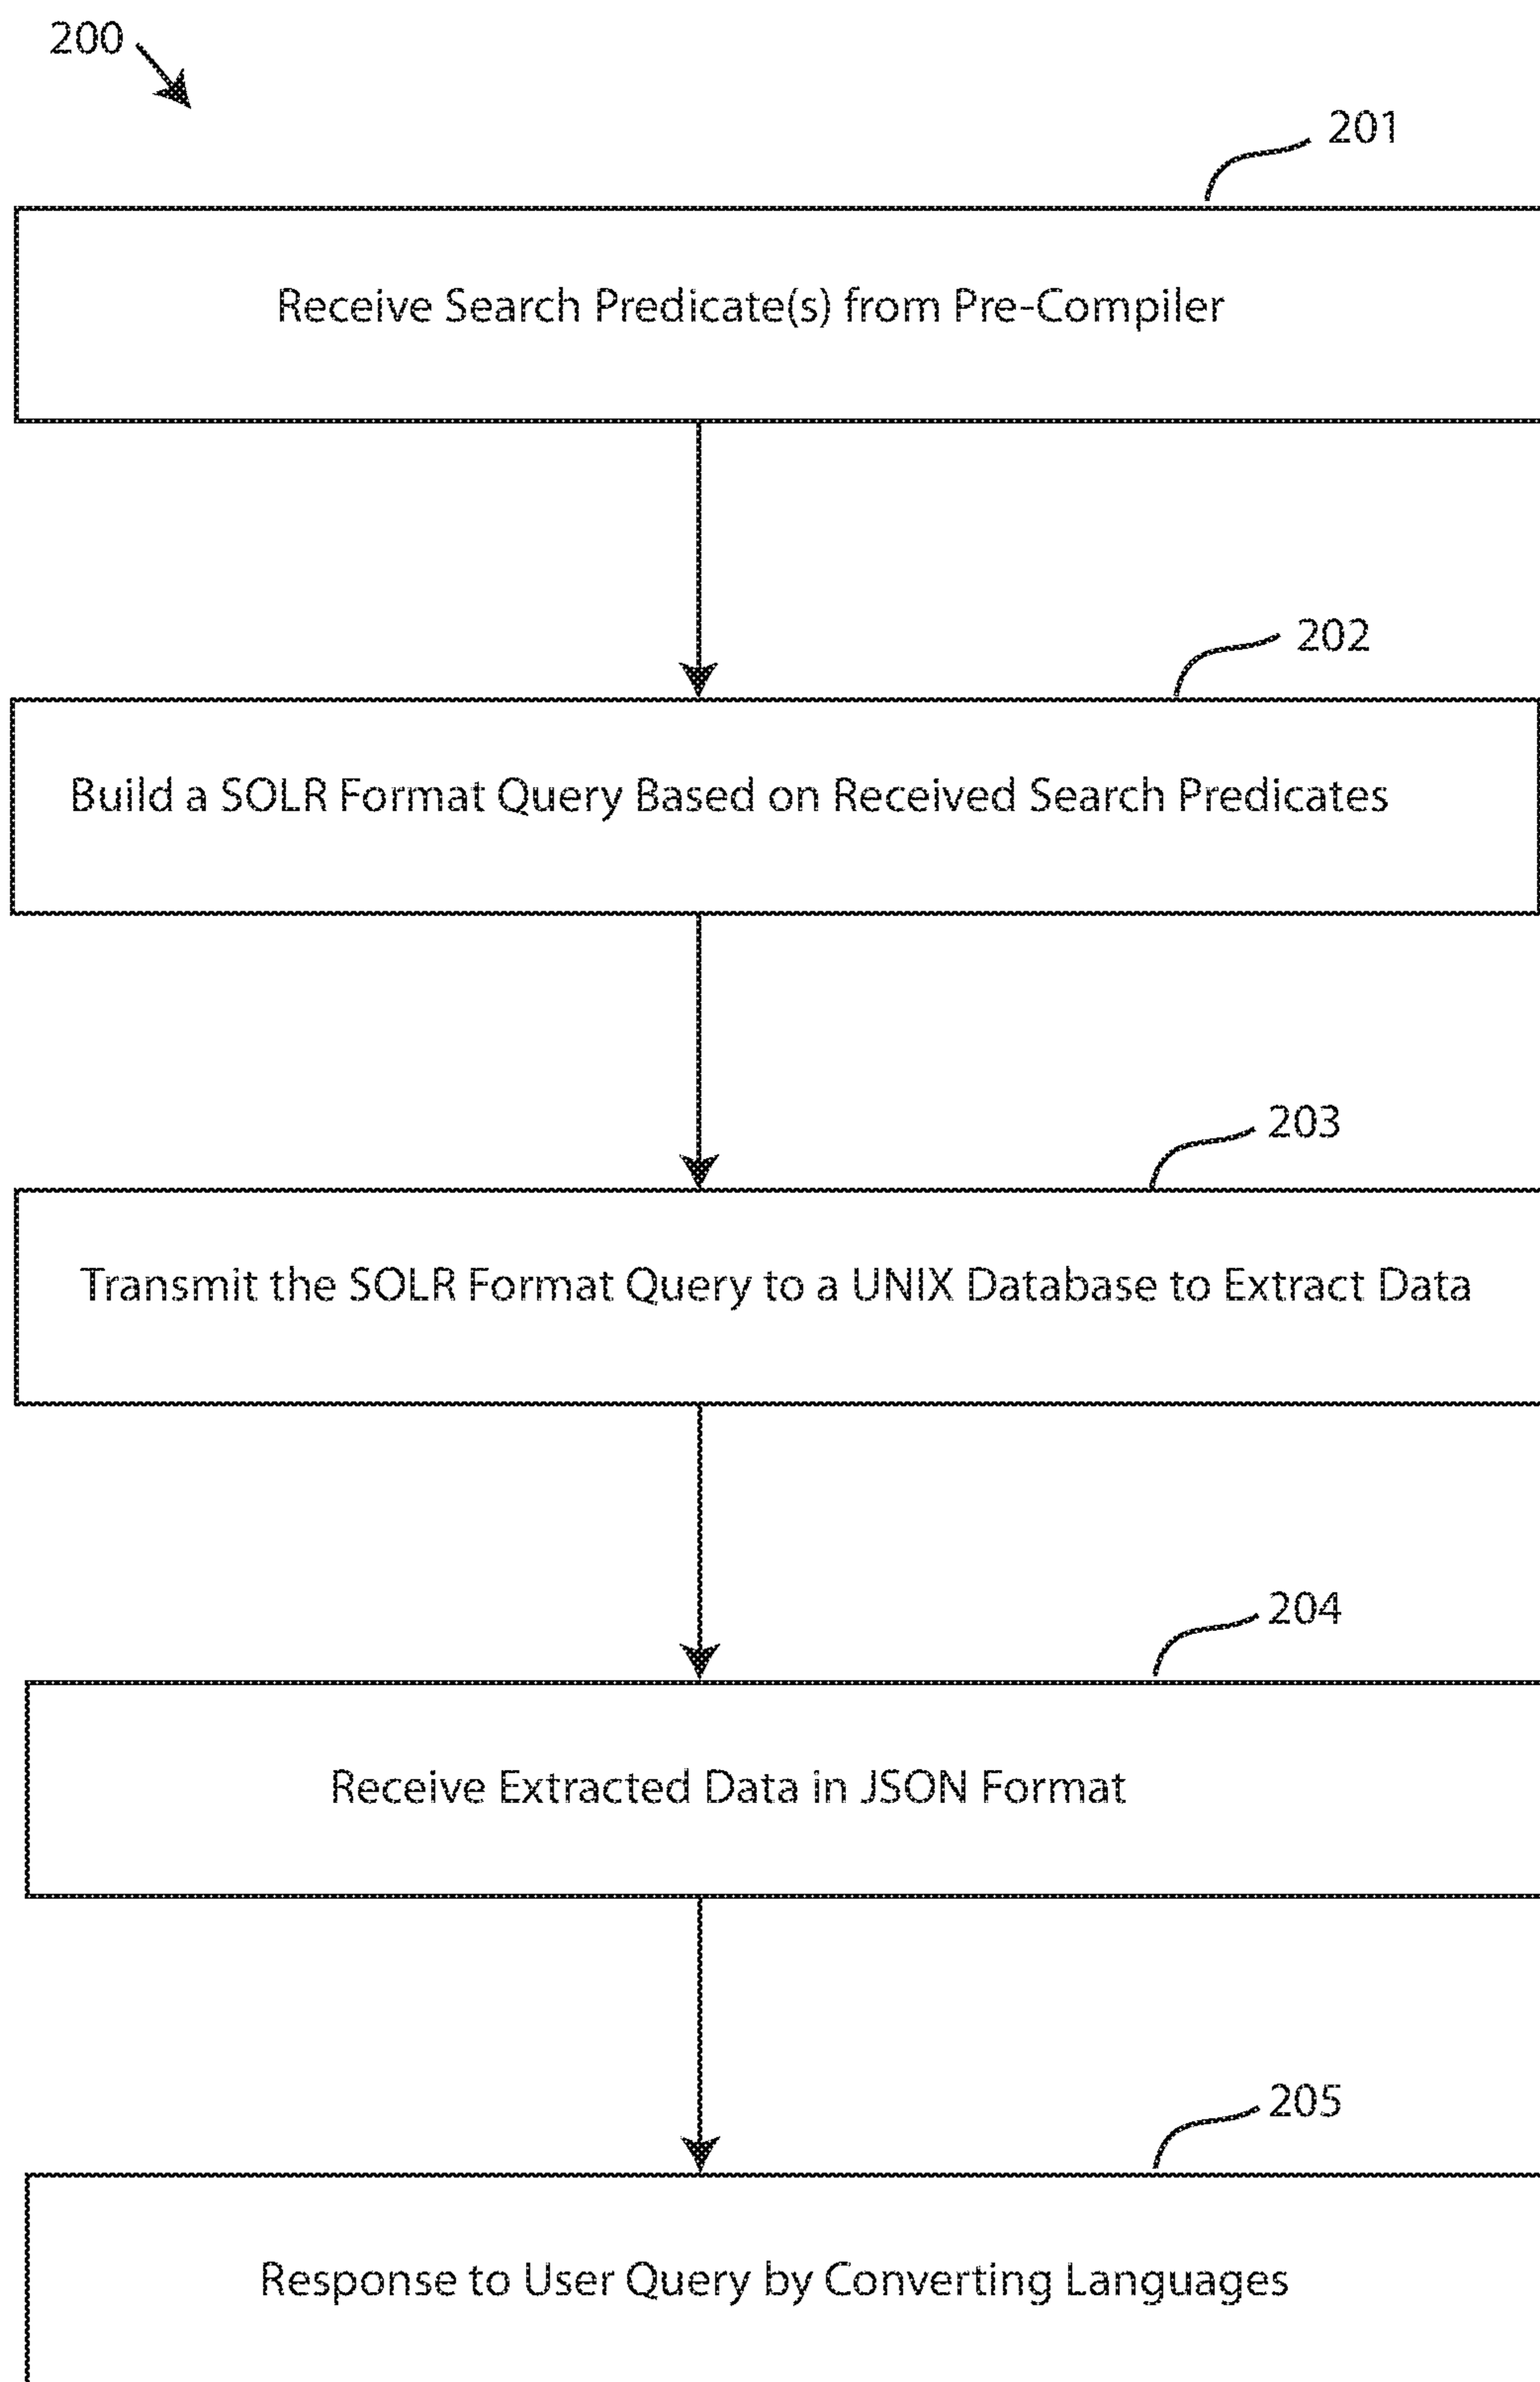 200
201
Receive Search Predicate(s) from Pre-Compiler
202
Build a SOLR Format Query Based on Received Search Predicates
203
Transmit the SOLR Format Query to a UNIX Database to Extract Data
204
Receive Extracted Data in JSON Format
205
Response to User Query by Converting Languages